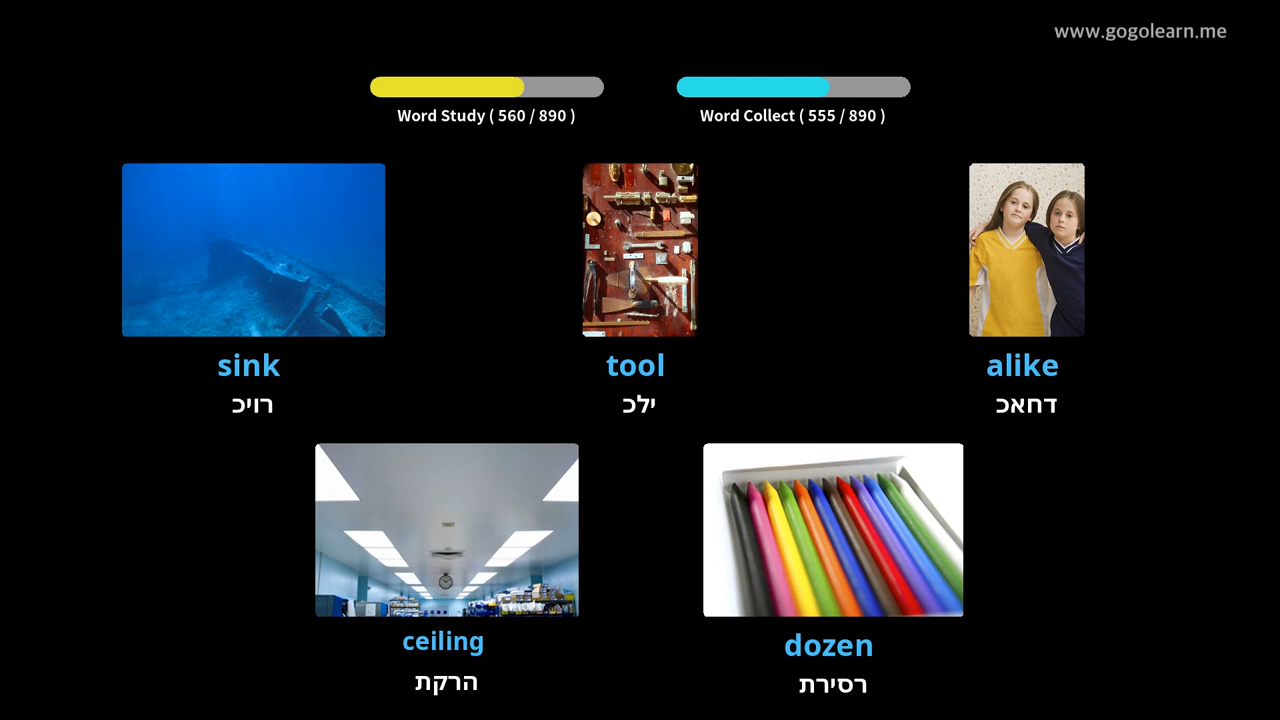 www.gogolearn.me
Word Study ( 560 / 890 )
Word Collect ( 555 / 890 )
sink
רויכ
tool
ילכ
alike
דחאכ
ceiling
הרקת
dozen
רסירת